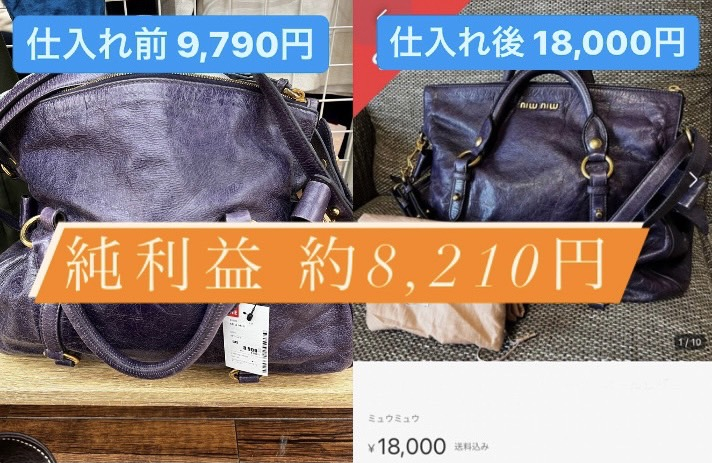 仕入れ前 9,790円
仕入れ後 18,000円
miu miu
純利益 約8,210円
1/10
ミュウミュウ
¥18,000 送料込み